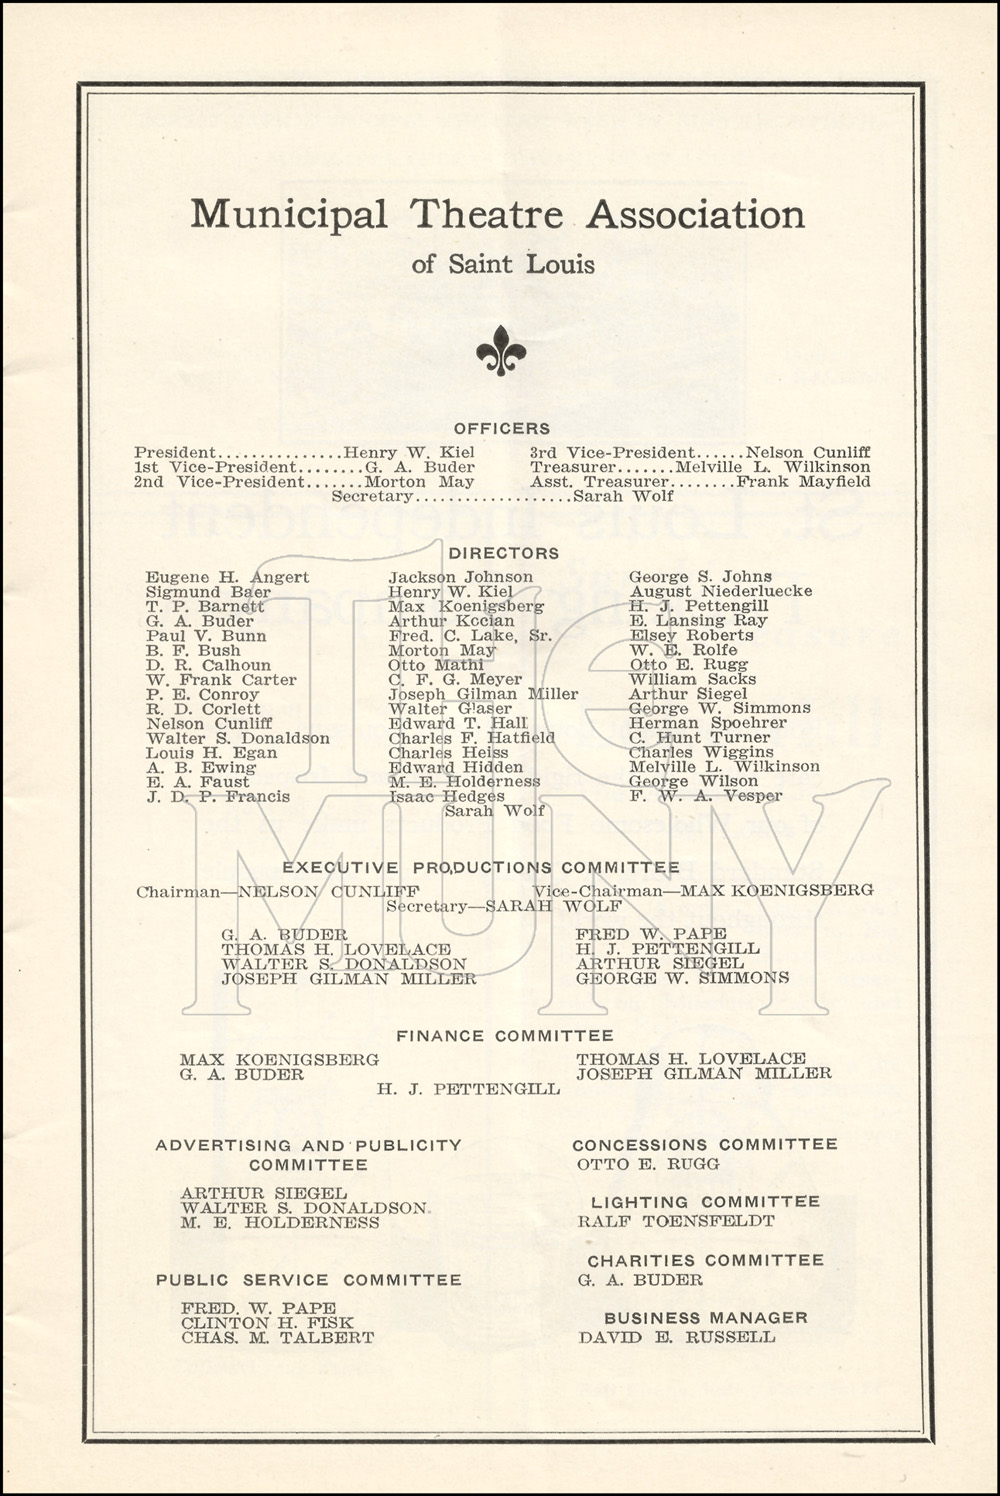 Municipal Theatre Association
of Saint Louis
OFFICERS
President...............Henry W. Kiel
1st Vice-President........G. A. Buder
2nd Vice-President.......Morton May
3rd Vice-President......Nelson Cunliff
Treasurer.......Melville L. Wilkinson
Asst. Treasurer........Frank Mayfield
Secretary...................Sarah Wolf
DIRECTORS
Eugene H. Angert
Sigmund Baer
T. P. Barnett
G. A. Buder
Paul V. Bunn
B. F. Bush
D. R. Calhoun
W. Frank Carter
P. E. Conroy
R. D. Corlett
Nelson Cunliff
Walter S. Donaldson
Louis H. Egan
A. B. Ewing
E. A. Faust
J. D. P. Francis
Jackson Johnson
Henry W. Kiel
Max Koenigsberg
Arthur Kocian
Fred. C. Lake, Sr.
Morton May
Otto Mathi
C. F. G. Meyer
Joseph Gilman Miller
Walter Glaser
Edward T. Hall
Charles F. Hatfield
Charles Heiss
Edward Hidden
M. E. Holderness
Isaac Hedges
George S. Johns
August Niederluecke
H. J. Pettengill
E. Lansing Ray
Elsey Roberts
W. E. Rolfe
Otto E. Rugg
William Sacks
Arthur Siegel
George W. Simmons
Herman Spoehrer
C. Hunt Turner
Charles Wiggins
Melville L. Wilkinson
George Wilson
F. W. A. Vesper
Sarah Wolf
The
MUNY
EXECUTIVE PRODUCTIONS COMMITTEE
Chairman—NELSON CUNLIFF
Vice-Chairman—MAX KOENIGSBERG
Secretary—SARAH WOLF
G. A. BUDER
THOMAS H. LOVELACE
WALTER S. DONALDSON
JOSEPH GILMAN MILLER
FRED W. PAPE
H. J. PETTENGILL
ARTHUR SIEGEL
GEORGE W. SIMMONS
FINANCE COMMITTEE
MAX KOENIGSBERG
G. A. BUDER
THOMAS H. LOVELACE
JOSEPH GILMAN MILLER
H. J. PETTENGILL
ADVERTISING AND PUBLICITY
COMMITTEE
ARTHUR SIEGEL
WALTER S. DONALDSON
M. E. HOLDERNESS
PUBLIC SERVICE COMMITTEE
FRED. W. PAPE
CLINTON H. FISK
CHAS. M. TALBERT
CONCESSIONS COMMITTEE
OTTO E. RUGG
LIGHTING COMMITTEE
RALF TOENSFELDT
CHARITIES COMMITTEE
G. A. BUDER
BUSINESS MANAGER
DAVID E. RUSSELL